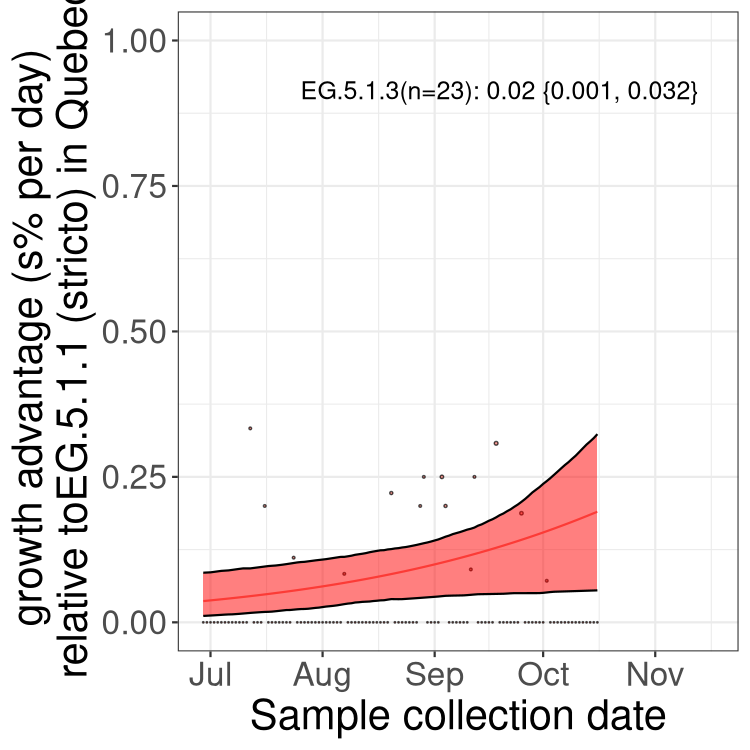 growth advantage (s% per day)
relative toEG.5.1.1 (stricto) in Quebec
1.00
0.75
0.50
0.25
0.00
EG.5.1.3(n=23): 0.02 {0.001, 0.032}
Jul Aug Sep Oct Nov
Sample collection date